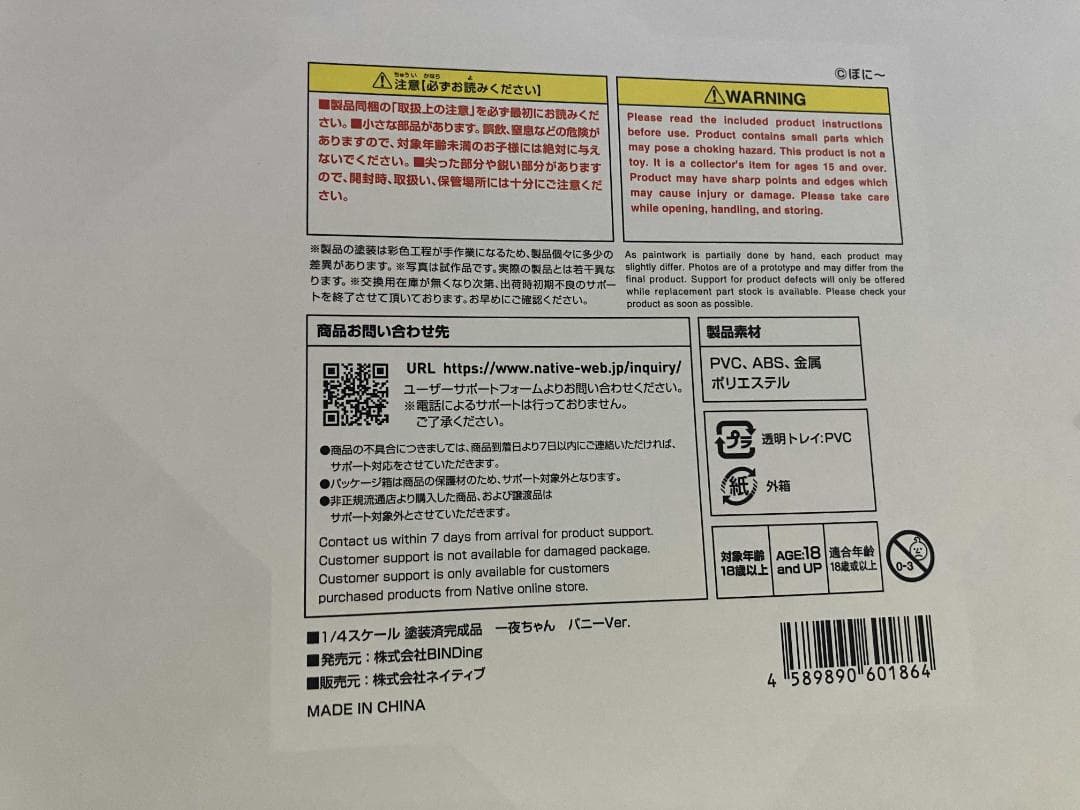 ©ぽに～
ちゅうい かなら よ
⚠注意【必ずお読みください】
■製品同梱の「取扱上の注意」を必ず最初にお読みくだ
さい。■小さな部品があります。誤飲、窒息などの危険が
ありますので、対象年齢未満のお子様には絶対に与え
ないでください。■尖った部分や鋭い部分があります
ので、開封時、取扱い、保管場所には十分にご注意くだ
さい。
⚠WARNING
Please read the included product instructions
before use. Product contains small parts which
may pose a choking hazard. This product is not a
toy. It is a collector's item for ages 15 and over.
Product may have sharp points and edges which
may cause injury or damage. Please take care
while opening, handling, and storing.
※製品の塗装は彩色工程が手作業になるため、製品個々に多少の
差異があります。※写真は試作品です。実際の製品とは若干異な
ります。※交換用在庫が無くなり次第、出荷時初期不良のサポー
トを終了させて頂いております。お早めにご確認ください。
As paintwork is partially done by hand, each product may
slightly differ. Photos are of a prototype and may differ from the
final product. Support for product defects will only be offered
while replacement part stock is available. Please check your
product as soon as possible.
商品お問い合わせ先
URL https://www.native-web.jp/inquiry/
ユーザーサポートフォームよりお問い合わせください。
※電話によるサポートは行っておりません。
ご了承ください。
●商品の不具合につきましては、商品到着日より7日以内にご連絡いただければ、
サポート対応をさせていただきます。
●パッケージ箱は商品の保護材のため、サポート対象外となります。
●非正規流通店より購入した商品、および譲渡品は
サポート対象外とさせていただきます。
Contact us within 7 days from arrival for product support.
Customer support is not available for damaged package.
Customer support is only available for customers
purchased products from Native online store.
製品素材
PVC、ABS、金属
ポリエステル
プラ 透明トレイ:PVC
紙 外箱
対象年齢
18歳以上
AGE:18
and UP
適合年齢
18歳或以上
0-3
■1/4スケール 塗装済完成品 一夜ちゃん バニーVer.
■発売元：株式会社BINDing
■販売元：株式会社ネイティブ
MADE IN CHINA
4 589890 601864